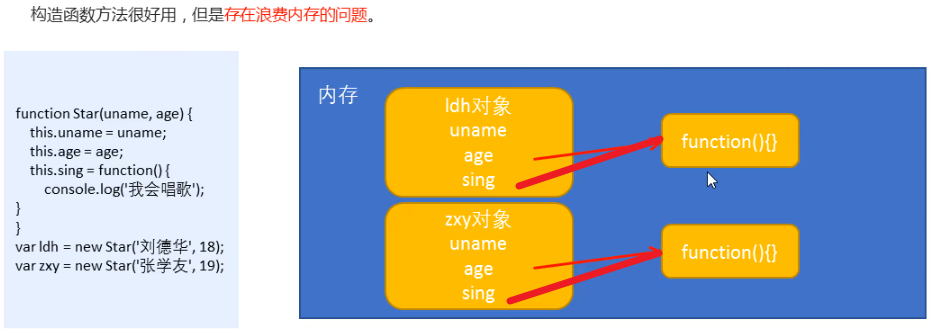 构造函数方法很好用，但是存在浪费内存的问题。
function Star(uname, age) {
this.uname = uname;
this.age = age;
this.sing = function() {
console.log('我会唱歌');
}
}
var ldh = new Star('刘德华', 18);
var zxy = new Star('张学友', 19);
内存
ldh对象
uname
age
sing
function(){}
zxy对象
uname
age
sing
function(){}